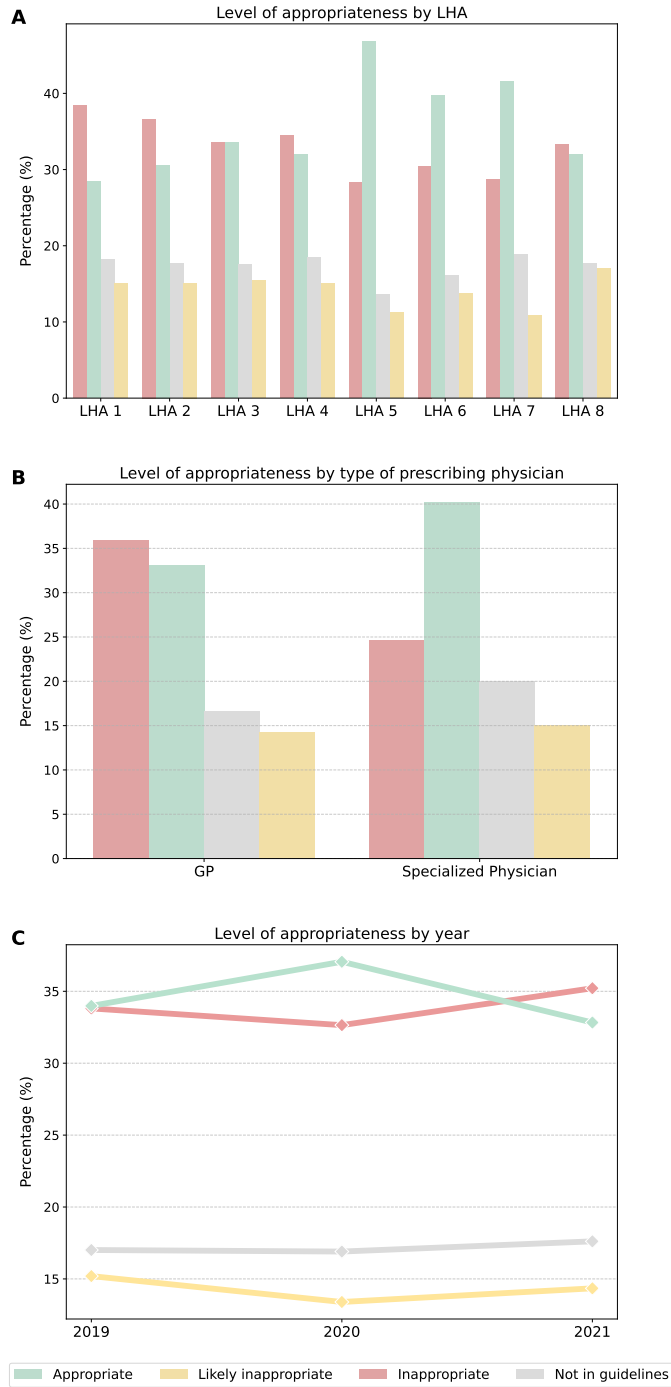 A
Level of appropriateness by LHA
Percentage (%)
40
30
20
10
0
LHA 1 LHA 2 LHA 3 LHA 4 LHA 5 LHA 6 LHA 7 LHA 8
B
Level of appropriateness by type of prescribing physician
Percentage (%)
40
35
30
25
20
15
10
5
0
GP Specialized Physician
C
Level of appropriateness by year
Percentage (%)
35
30
25
20
15
2019 2020 2021
Appropriate Likely inappropriate Inappropriate Not in guidelines